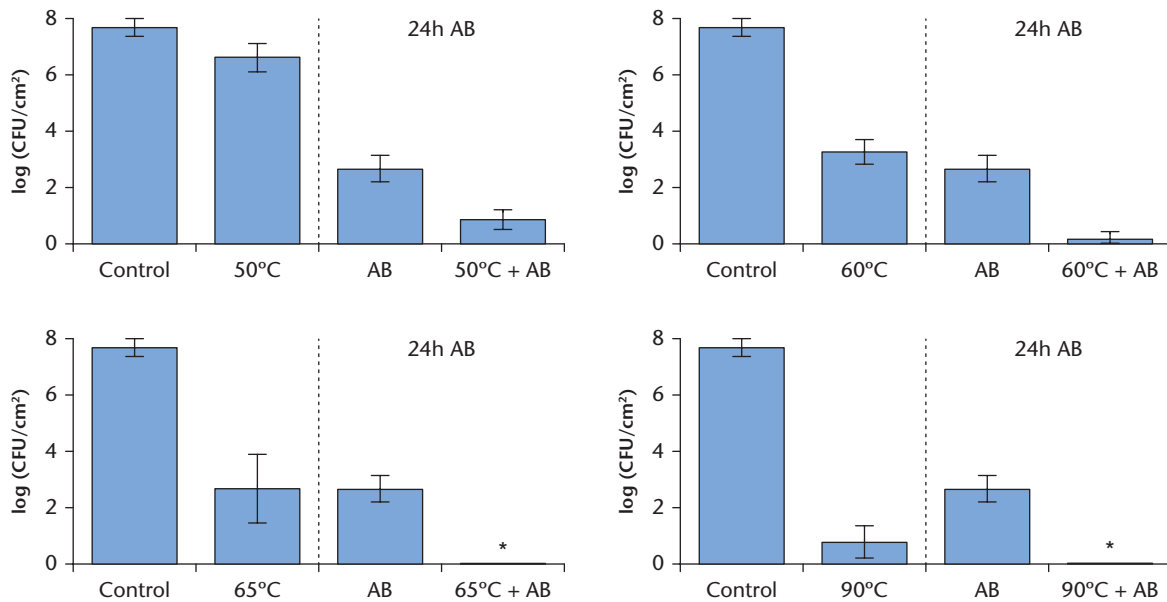 8
6
4
2
0
log (CFU/cm²)
24h AB
Control 50ºC AB 50ºC + AB
8
6
4
2
0
log (CFU/cm²)
24h AB
Control 60ºC AB 60ºC + AB
8
6
4
2
0
log (CFU/cm²)
24h AB
*
Control 65ºC AB 65ºC + AB
8
6
4
2
0
log (CFU/cm²)
24h AB
*
Control 90ºC AB 90ºC + AB